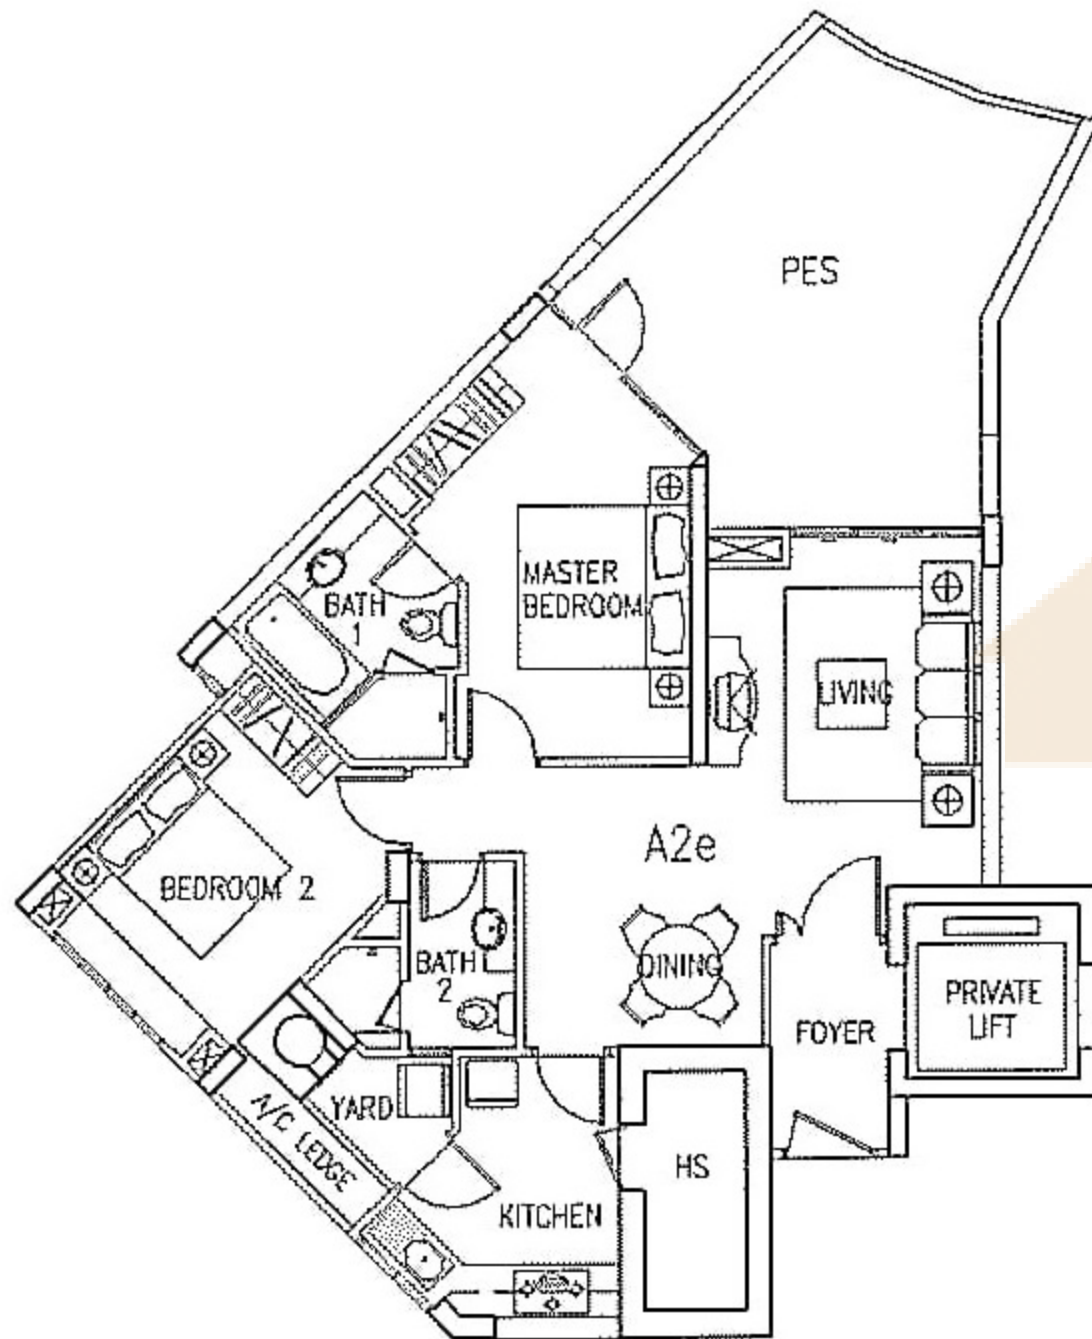 PES
MASTER
BEDROOM
BATH
1
LIVING
A2e
BEDROOM 2
BATH
2
DINING
PRIVATE
LIFT
FOYER
YARD
A/C LEDGE
HS
KITCHEN